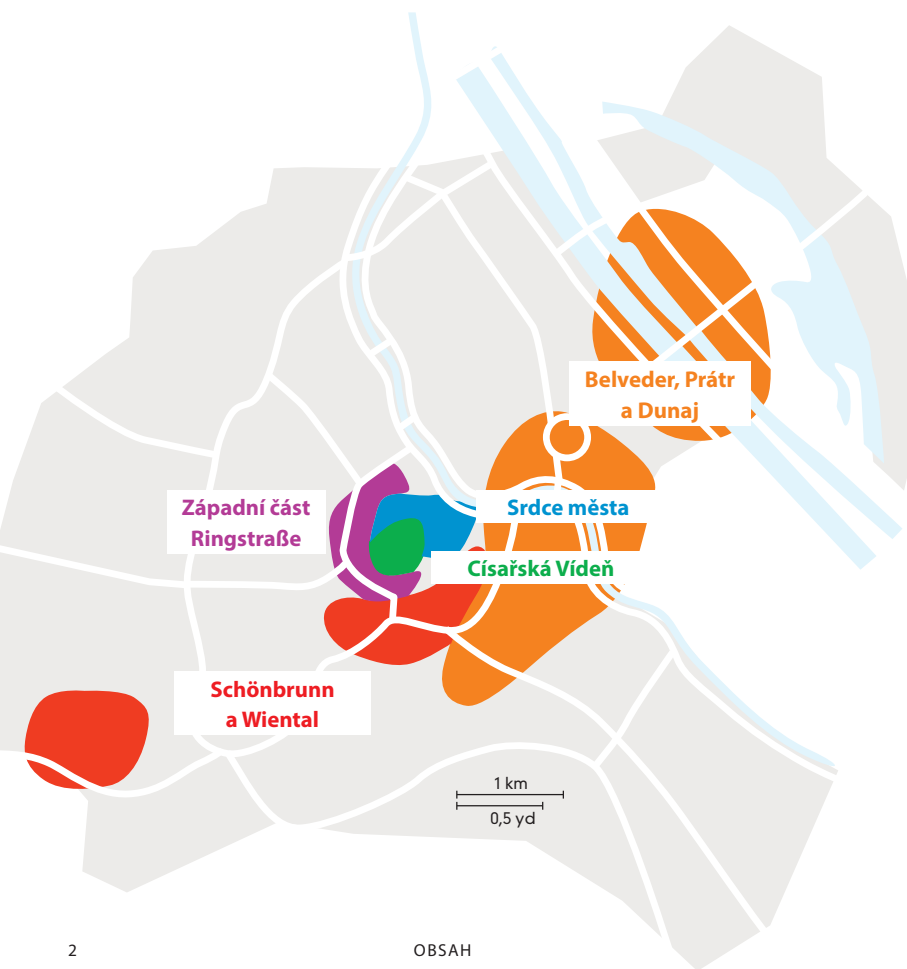 Belveder, Prátr
a Dunaj
Západní část
Ringstraße
Srdce města
Císařská Vídeň
Schönbrunn
a Wiental
1 km
0,5 yd
2
OBSAH